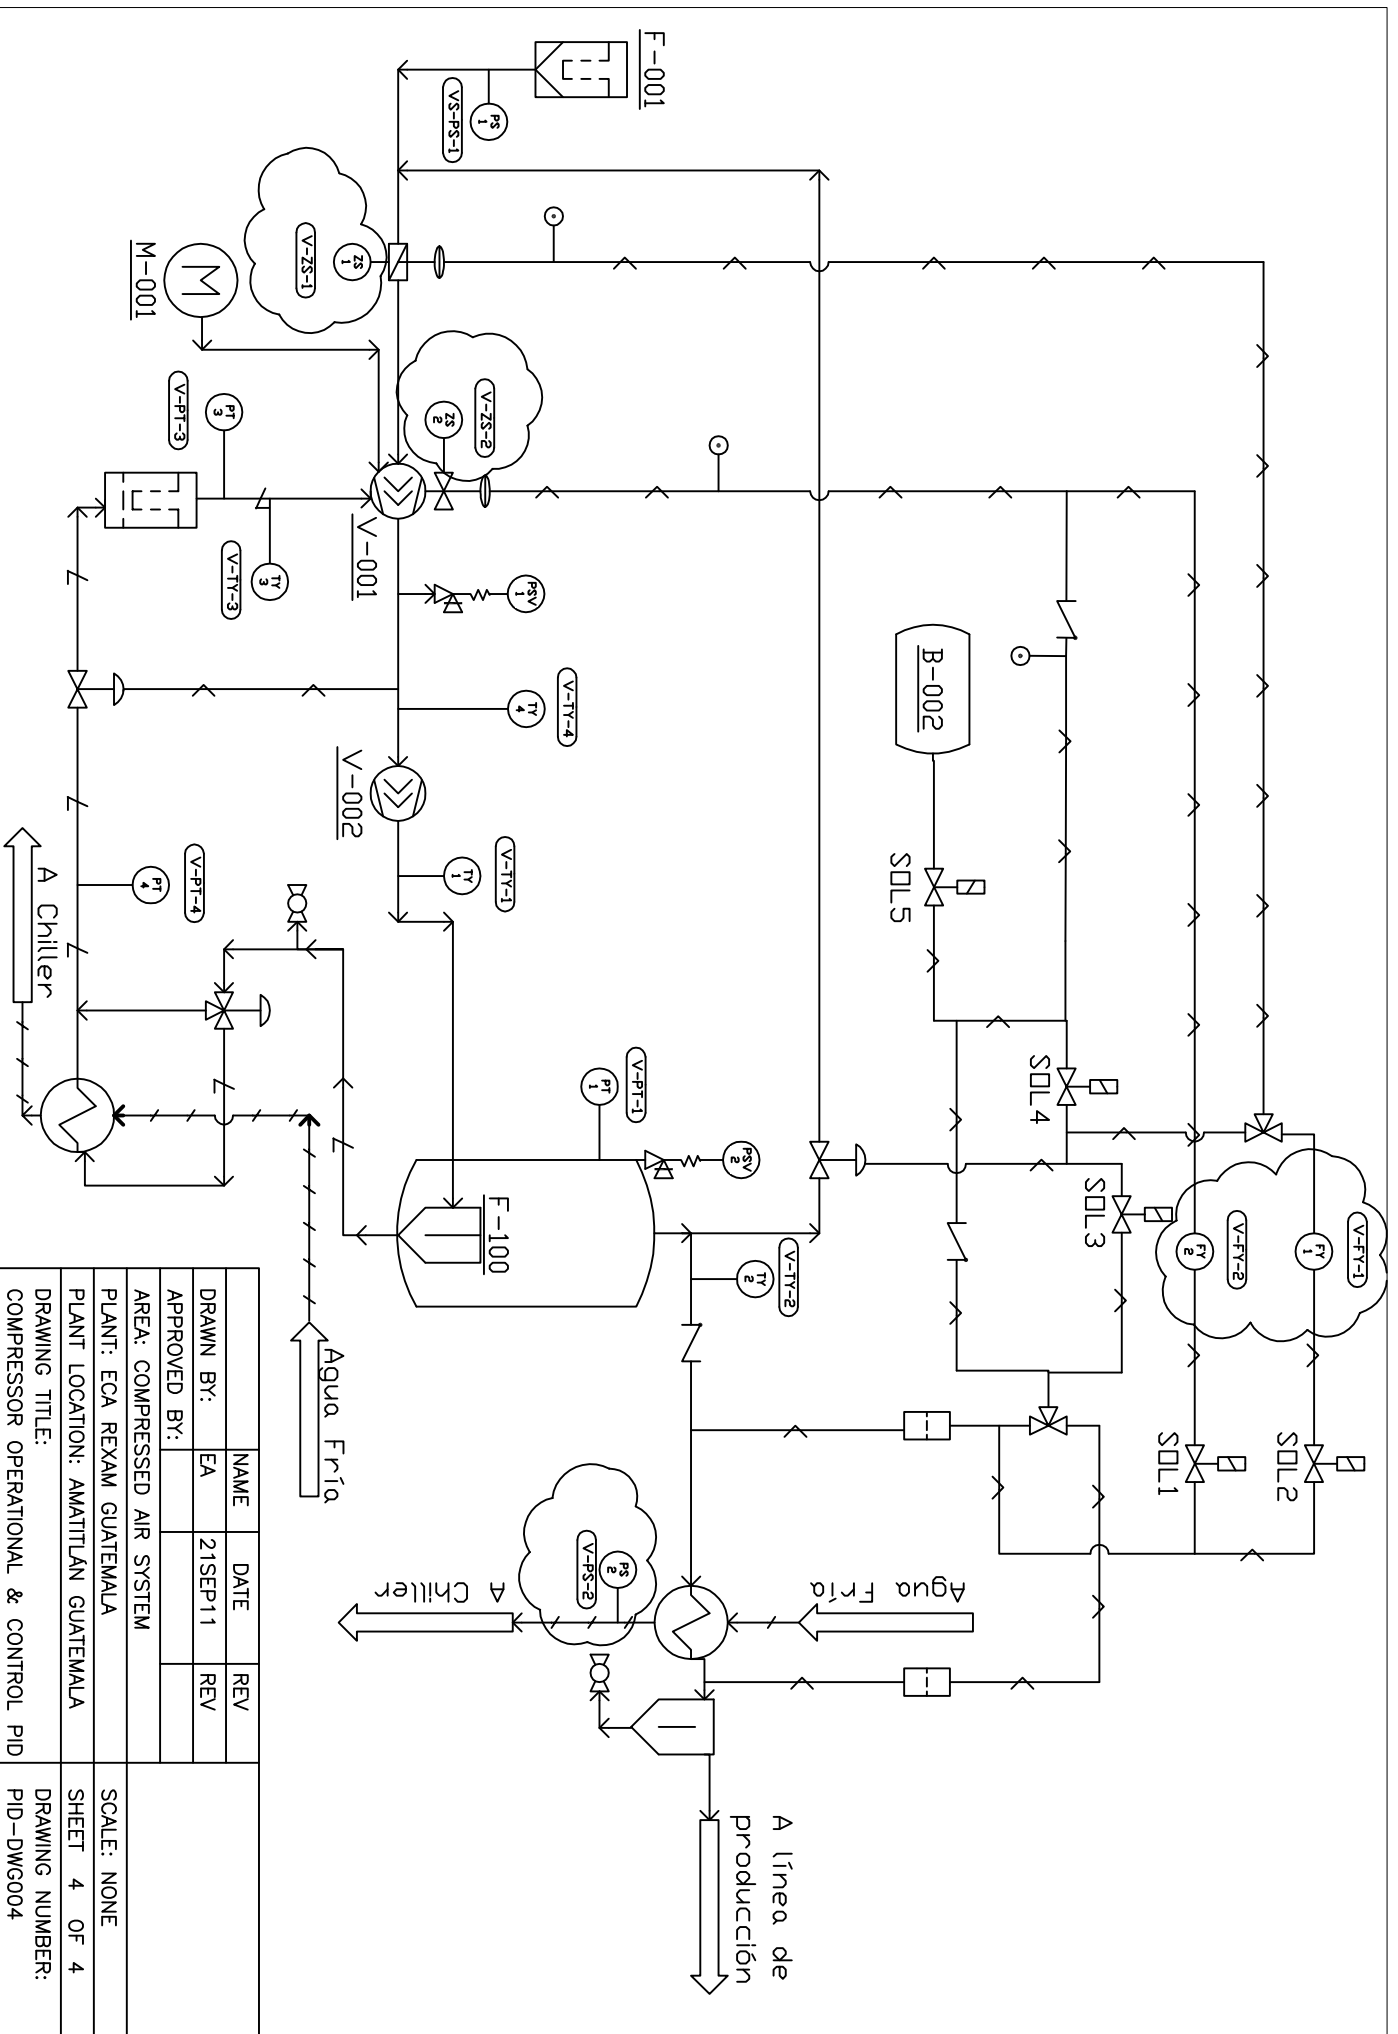 F-001
PS
1
VS-PS-1
V-ZS-1
ZS
1
M-001
M
V-ZS-2
ZS
2
V-PT-3
PT
3
V-001
V-TY-3
TY
3
PSV
1
V-TY-4
TY
4
V-002
V-TY-1
TY
1
V-PT-4
PT
4
A Chiller
B-002
SOL5
SOL4
SOL3
V-PT-1
PT
1
PSV
2
F-100
V-TY-2
TY
2
V-FY-1
FY
1
V-FY-2
FY
2
SOL2
SOL1
Agua Fría
Agua Fría
V-PS-2
PS
2
A Chiller
A línea de
producción
NAME DATE REV
DRAWN BY: EA 21SEP11 REV
APPROVED BY:
AREA: COMPRESSED AIR SYSTEM
PLANT: ECA REXAM GUATEMALA SCALE: NONE
PLANT LOCATION: AMATITLÁN GUATEMALA SHEET 4 OF 4
DRAWING TITLE: DRAWING NUMBER:
COMPRESSOR OPERATIONAL & CONTROL PID PID-DWG004